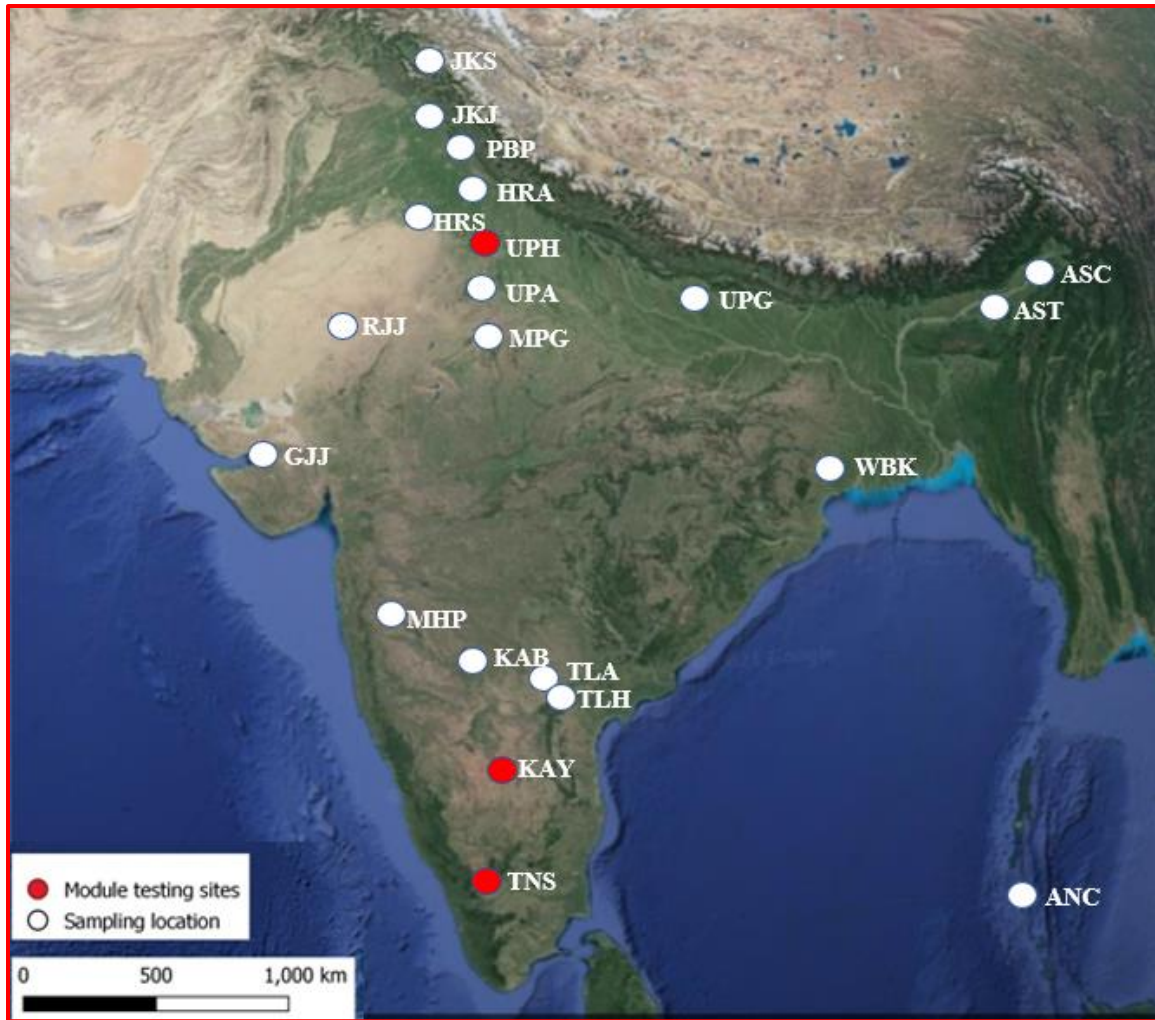 JKS
JKJ
PBP
HRA
HRS
UPH
ASC
UPA
UPG
AST
RJJ
MPG
GJJ
WBK
MHP
KAB
TLA
TLH
KAY
TNS
ANC
Module testing sites
Sampling location
0 500 1,000 km